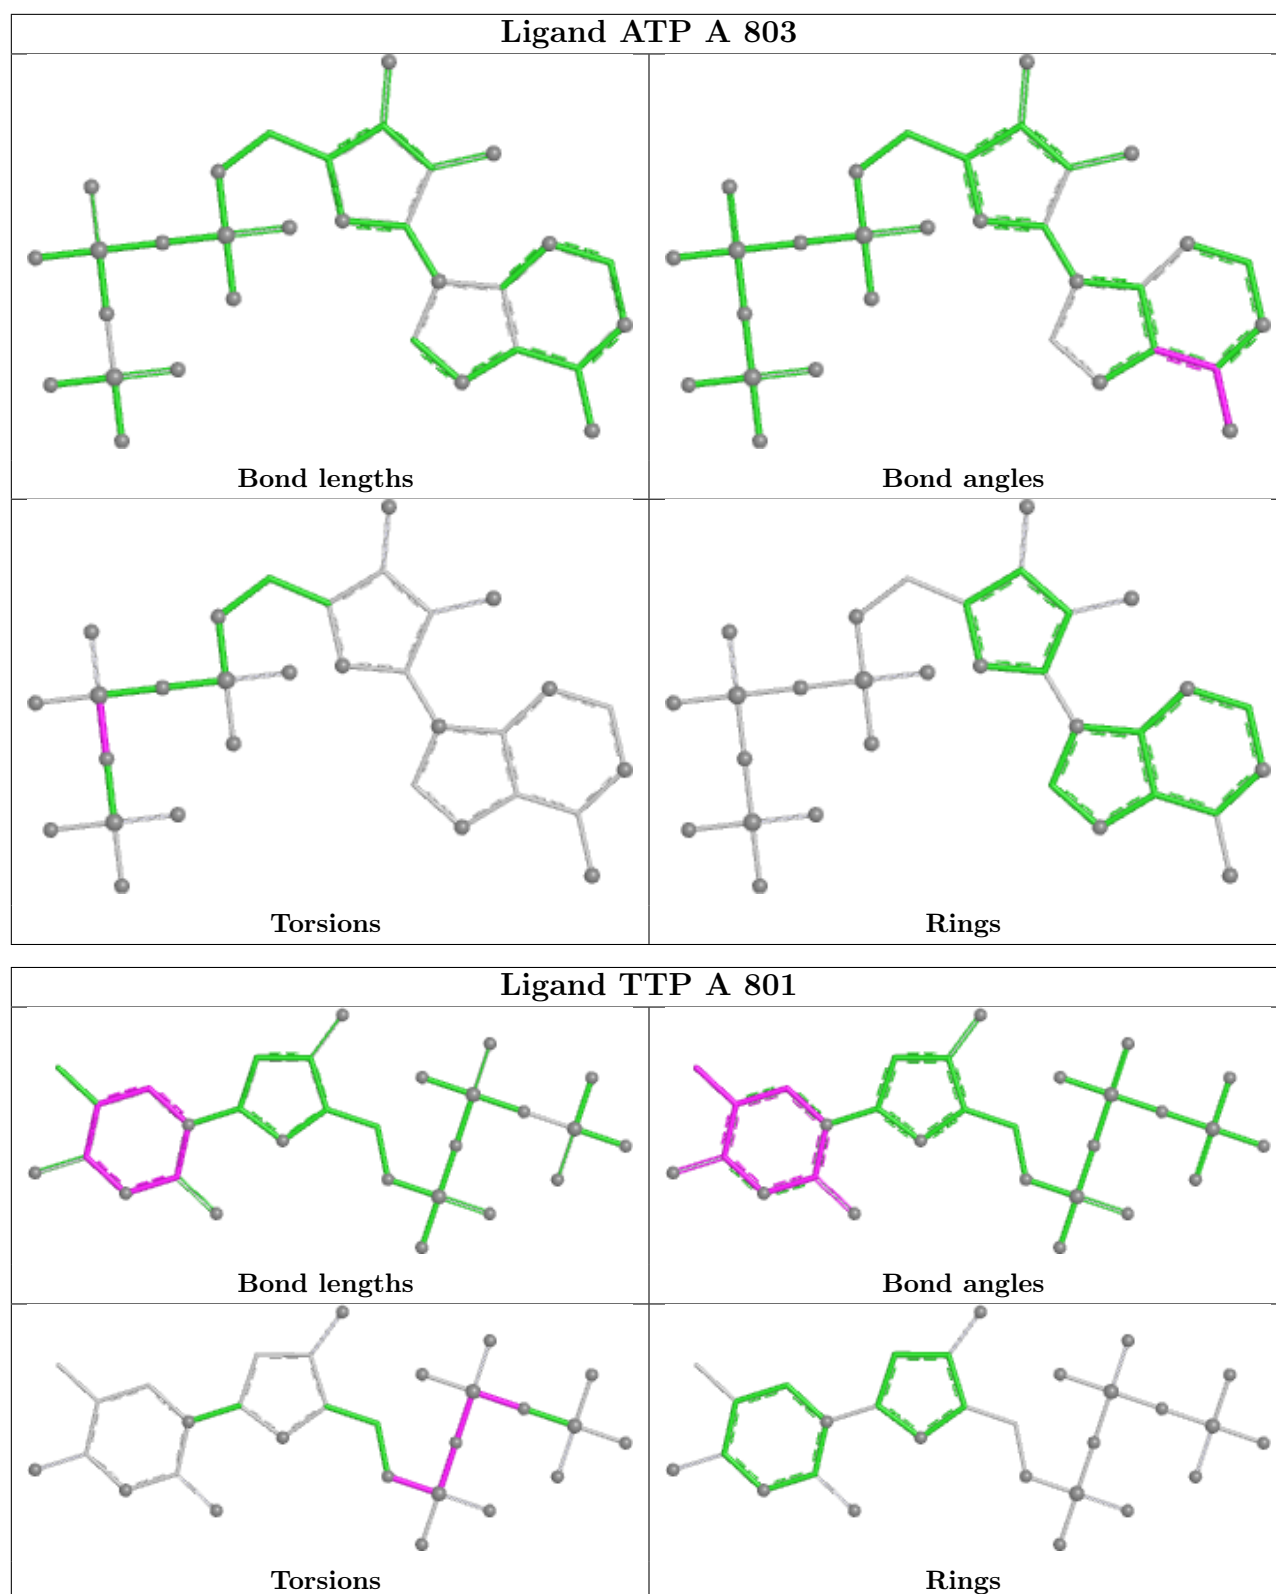 Ligand ATP A 803
Bond lengths
Bond angles
Torsions
Rings
Ligand TTP A 801
Bond lengths
Bond angles
Torsions
Rings